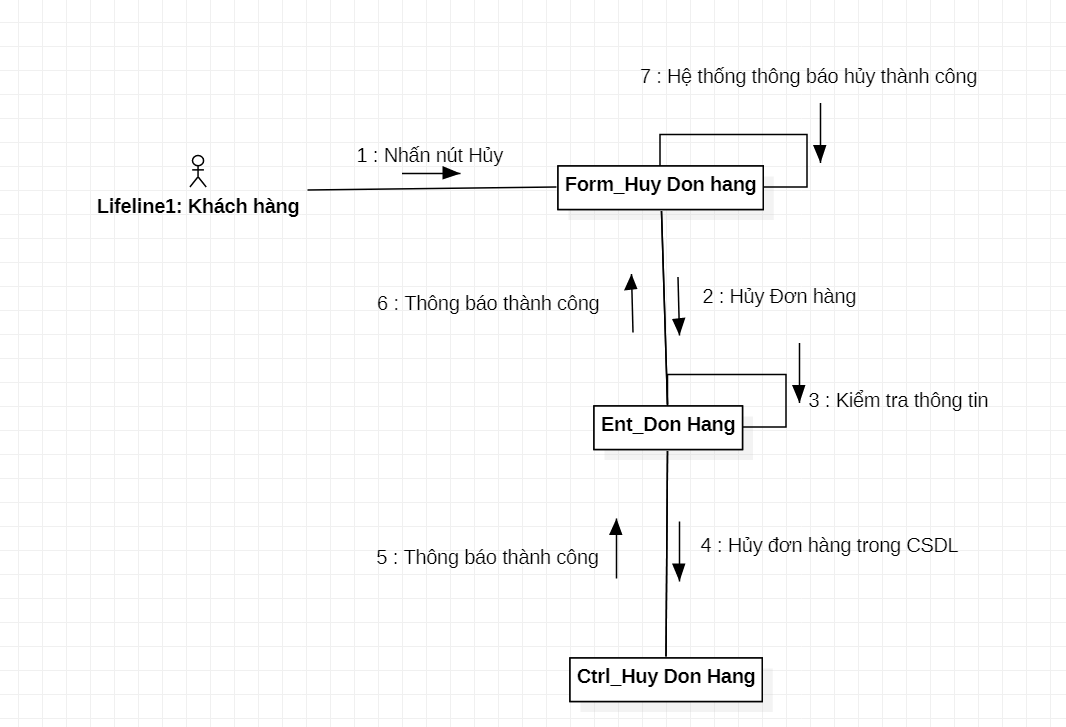 7 : Hệ thống thông báo hủy thành công
1 : Nhấn nút Hủy
Form_Huy Don hang
Lifeline1: Khách hàng
6 : Thông báo thành công
2 : Hủy Đơn hàng
3 : Kiểm tra thông tin
Ent_Don Hang
5 : Thông báo thành công
4 : Hủy đơn hàng trong CSDL
Ctrl_Huy Don Hang